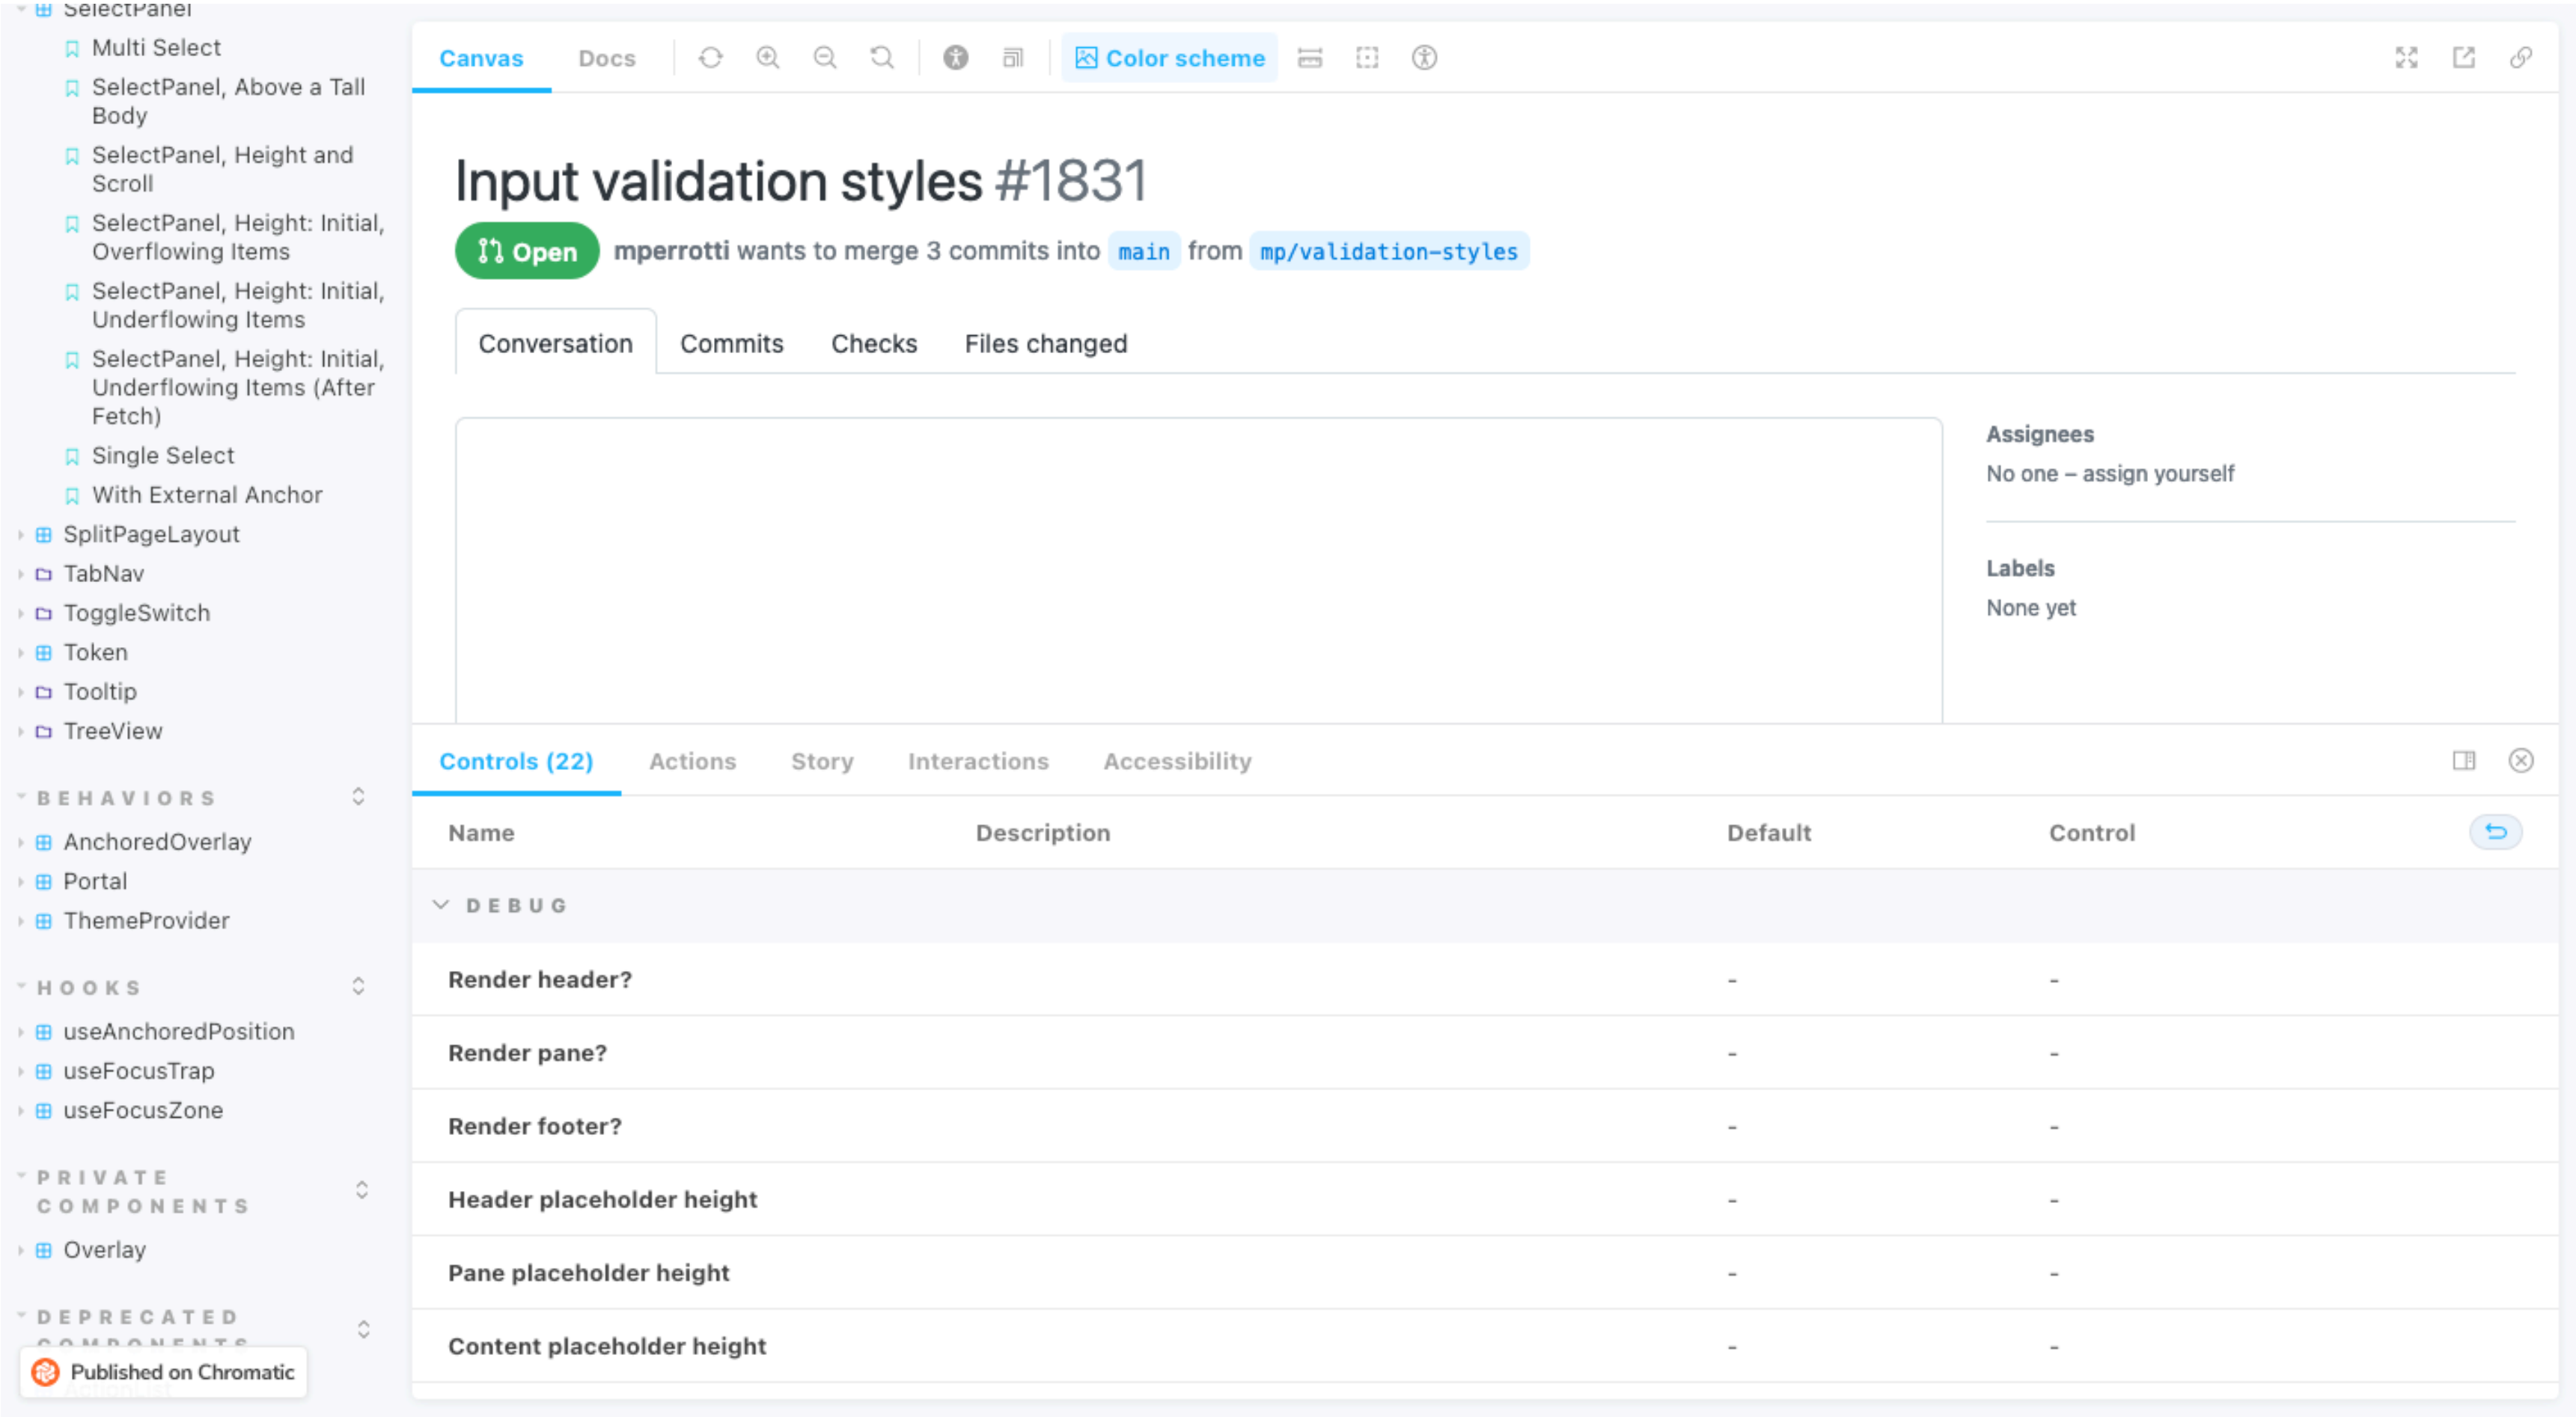 SelectPanel
Multi Select
SelectPanel, Above a Tall
Body
SelectPanel, Height and
Scroll
SelectPanel, Height: Initial,
Overflowing Items
SelectPanel, Height: Initial,
Underflowing Items
SelectPanel, Height: Initial,
Underflowing Items (After
Fetch)
Single Select
With External Anchor
SplitPageLayout
TabNav
ToggleSwitch
Token
Tooltip
TreeView
BEHAVIORS
AnchoredOverlay
Portal
ThemeProvider
HOOKS
useAnchoredPosition
useFocusTrap
useFocusZone
PRIVATE
COMPONENTS
Overlay
DEPRECATED
COMPONENTS
Published on Chromatic
Canvas Docs Color scheme
Input validation styles #1831
Open mperrotti wants to merge 3 commits into main from mp/validation-styles
Conversation Commits Checks Files changed
Assignees
No one – assign yourself
Labels
None yet
Controls (22) Actions Story Interactions Accessibility
Name Description Default Control
DEBUG
Render header? - -
Render pane? - -
Render footer? - -
Header placeholder height - -
Pane placeholder height - -
Content placeholder height - -